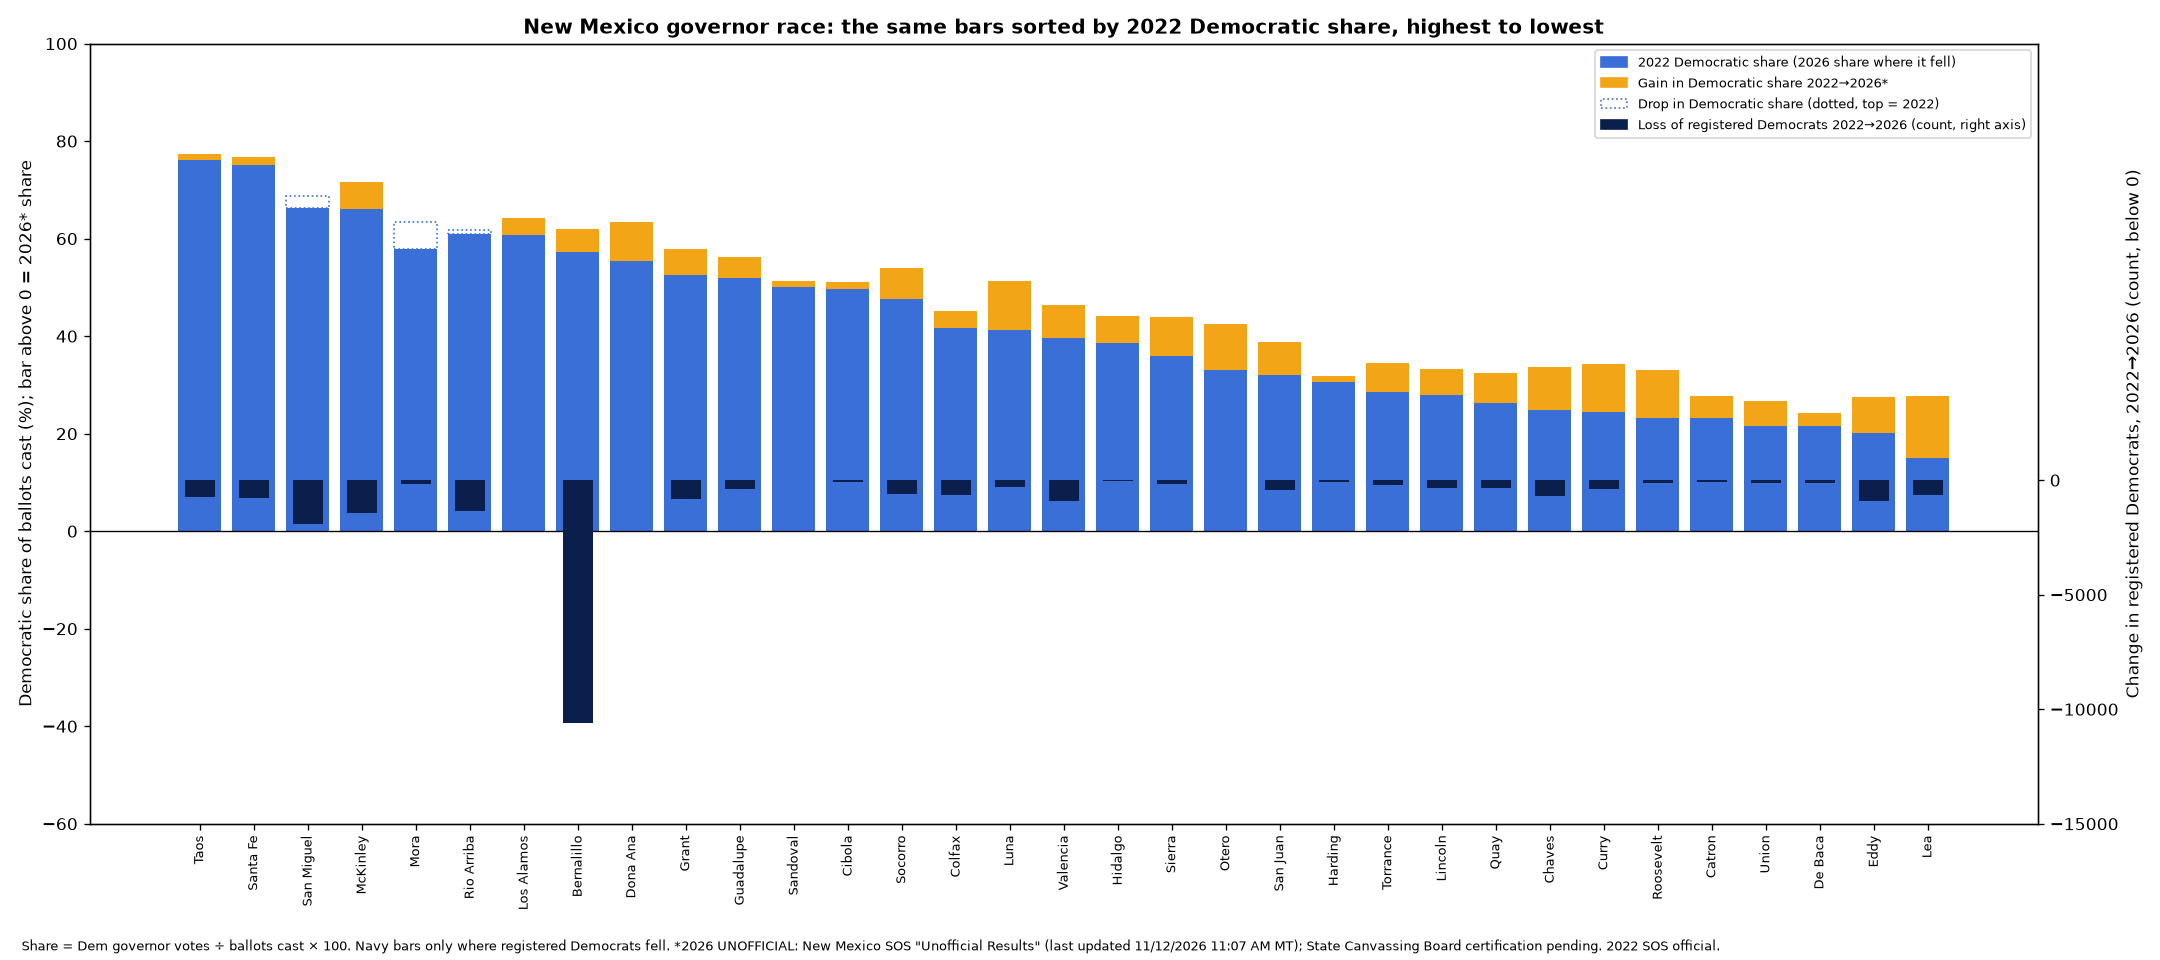 New Mexico governor race: the same bars sorted by 2022 Democratic share, highest to lowest
2022 Democratic share (2026 share where it fell)
Gain in Democratic share 2022→2026*
Drop in Democratic share (dotted, top = 2022)
Loss of registered Democrats 2022→2026 (count, right axis)
Democratic share of ballots cast (%); bar above 0 = 2026* share
100
80
60
40
20
0
−20
−40
−60
Change in registered Democrats, 2022→2026 (count, below 0)
0
−5000
−10000
−15000
Taos
Santa Fe
San Miguel
McKinley
Mora
Rio Arriba
Los Alamos
Bernalillo
Dona Ana
Grant
Guadalupe
Sandoval
Cibola
Socorro
Colfax
Luna
Valencia
Hidalgo
Sierra
Otero
San Juan
Harding
Torrance
Lincoln
Quay
Chaves
Curry
Roosevelt
Catron
Union
De Baca
Eddy
Lea
Share = Dem governor votes ÷ ballots cast × 100. Navy bars only where registered Democrats fell. *2026 UNOFFICIAL: New Mexico SOS "Unofficial Results" (last updated 11/12/2026 11:07 AM MT); State Canvassing Board certification pending. 2022 SOS official.